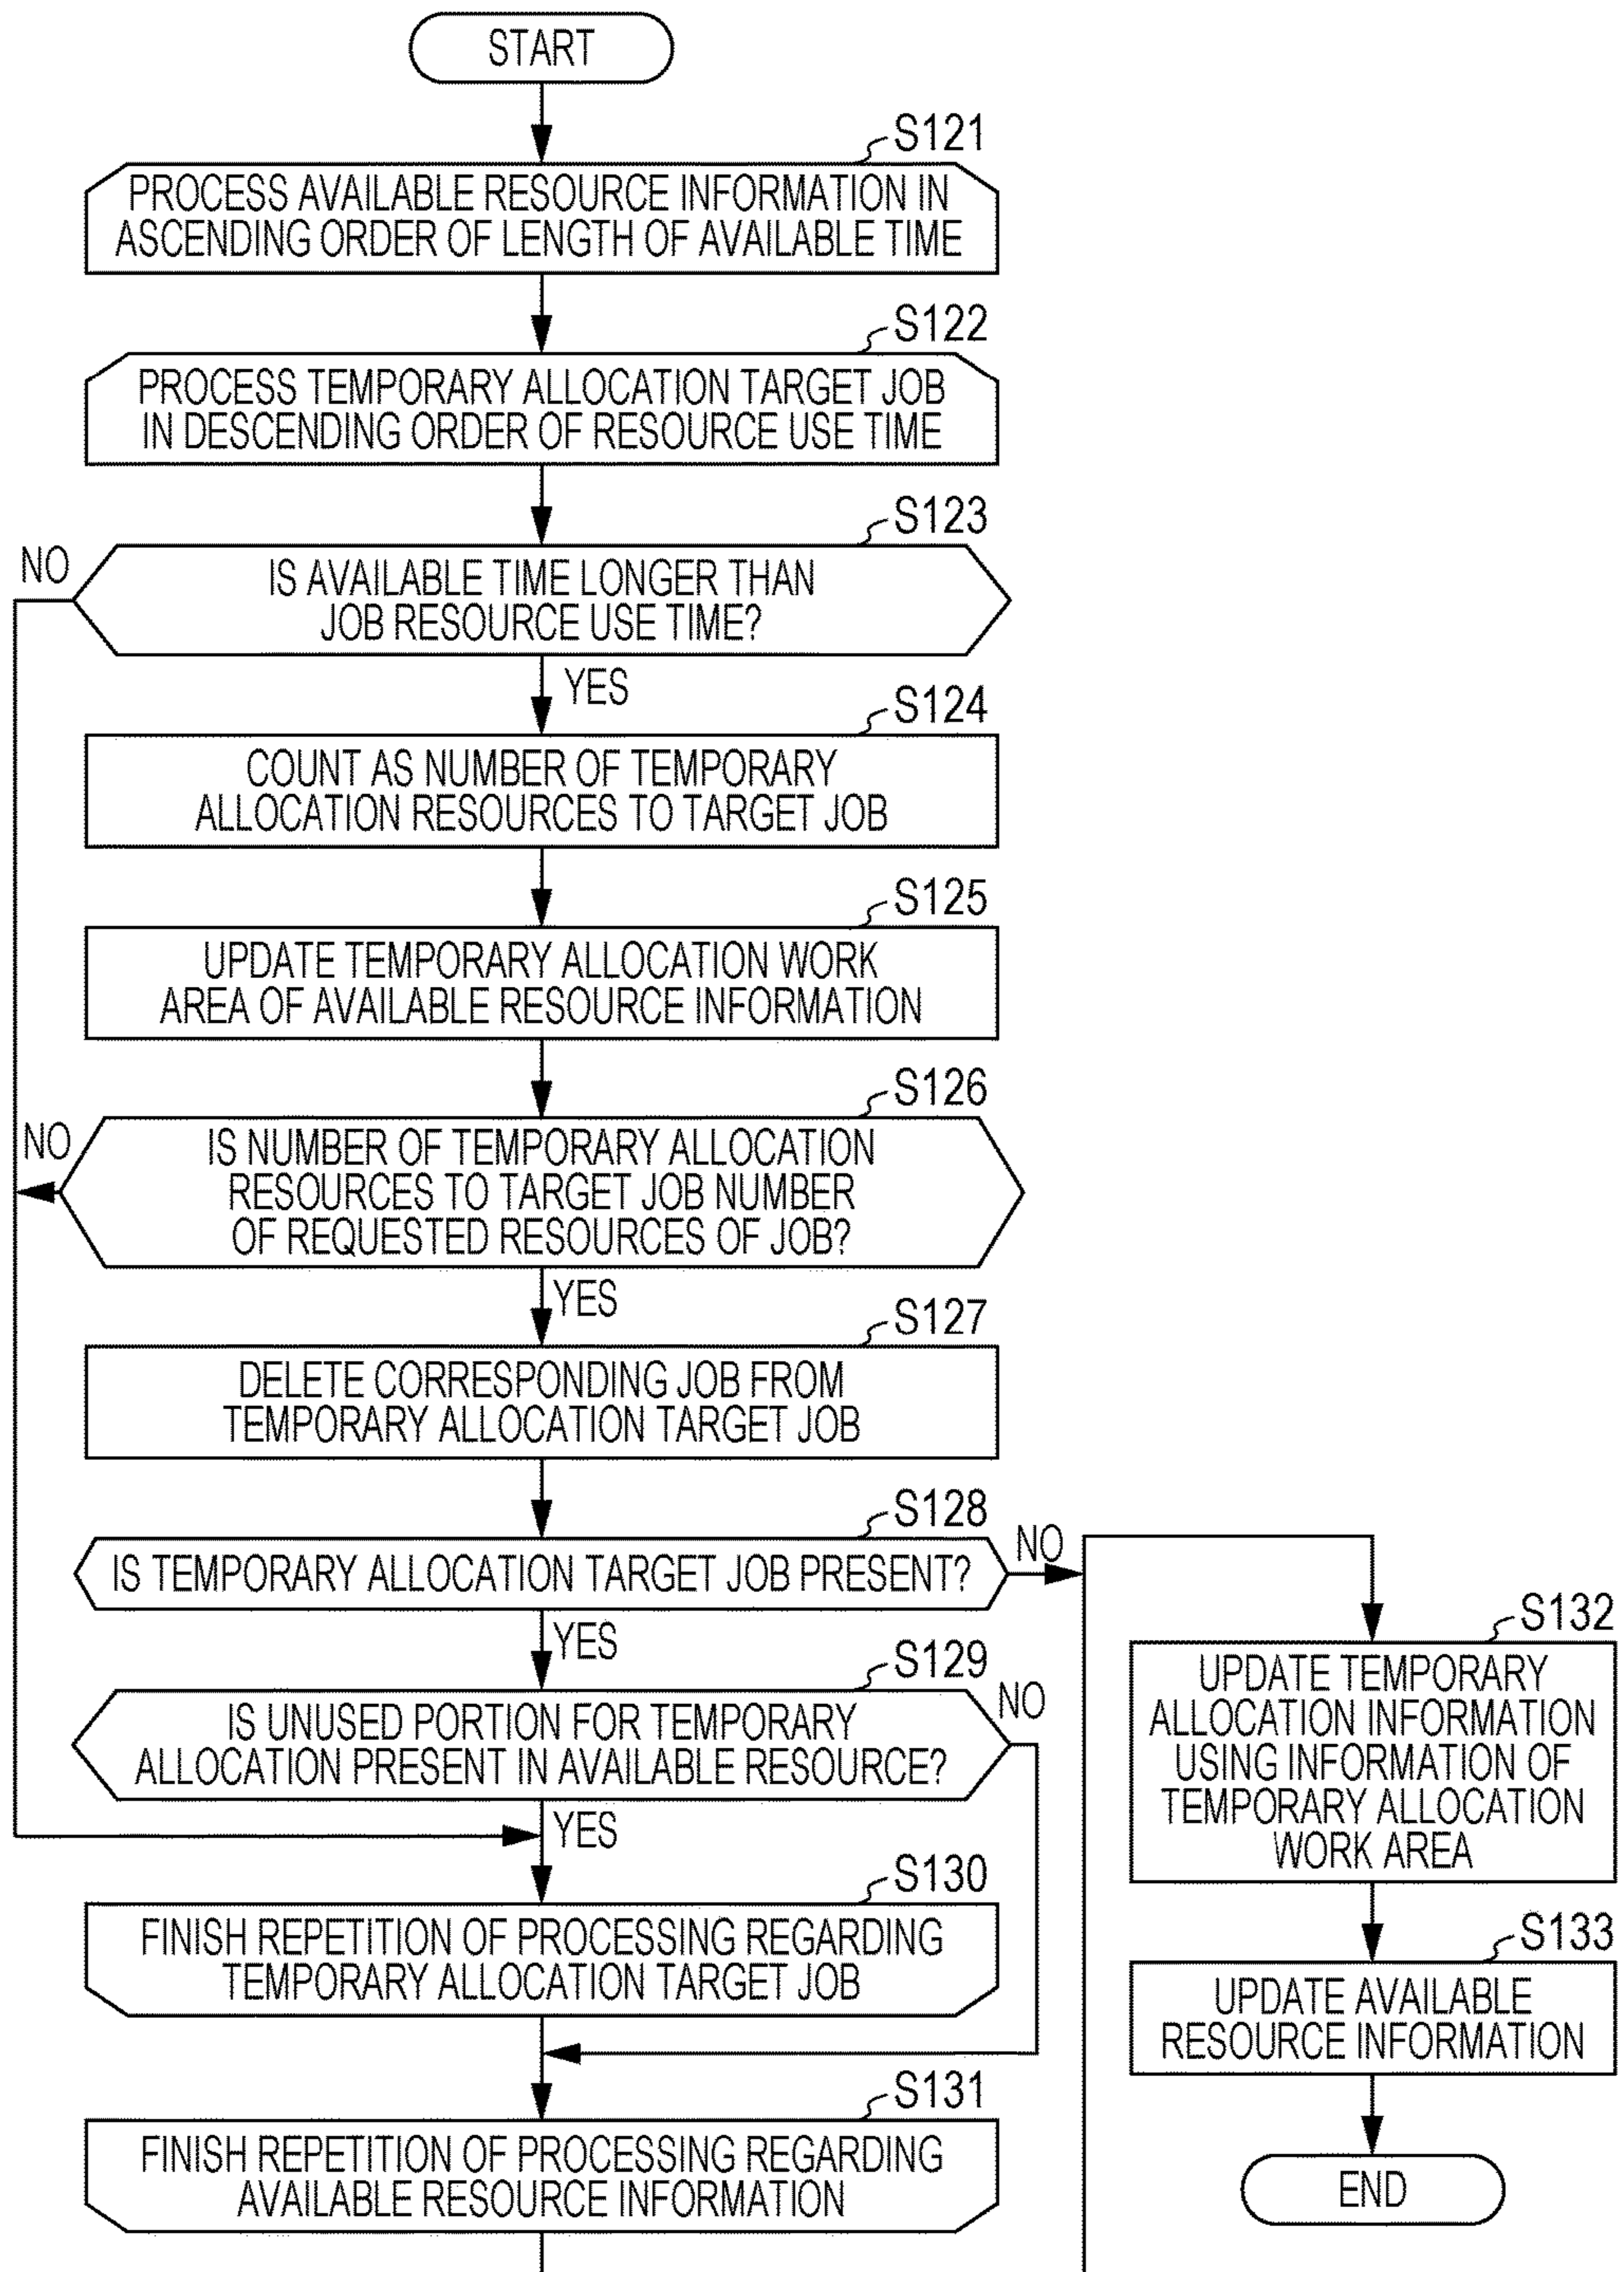 START
S121
PROCESS AVAILABLE RESOURCE INFORMATION IN
ASCENDING ORDER OF LENGTH OF AVAILABLE TIME
S122
PROCESS TEMPORARY ALLOCATION TARGET JOB
IN DESCENDING ORDER OF RESOURCE USE TIME
S123
NO
IS AVAILABLE TIME LONGER THAN
JOB RESOURCE USE TIME?
YES
S124
COUNT AS NUMBER OF TEMPORARY
ALLOCATION RESOURCES TO TARGET JOB
S125
UPDATE TEMPORARY ALLOCATION WORK
AREA OF AVAILABLE RESOURCE INFORMATION
S126
NO
IS NUMBER OF TEMPORARY ALLOCATION
RESOURCES TO TARGET JOB NUMBER
OF REQUESTED RESOURCES OF JOB?
YES
S127
DELETE CORRESPONDING JOB FROM
TEMPORARY ALLOCATION TARGET JOB
S128
IS TEMPORARY ALLOCATION TARGET JOB PRESENT?
NO
YES
S129
IS UNUSED PORTION FOR TEMPORARY
ALLOCATION PRESENT IN AVAILABLE RESOURCE?
NO
YES
S130
FINISH REPETITION OF PROCESSING REGARDING
TEMPORARY ALLOCATION TARGET JOB
S131
FINISH REPETITION OF PROCESSING REGARDING
AVAILABLE RESOURCE INFORMATION
S132
UPDATE TEMPORARY
ALLOCATION INFORMATION
USING INFORMATION OF
TEMPORARY ALLOCATION
WORK AREA
S133
UPDATE AVAILABLE
RESOURCE INFORMATION
END